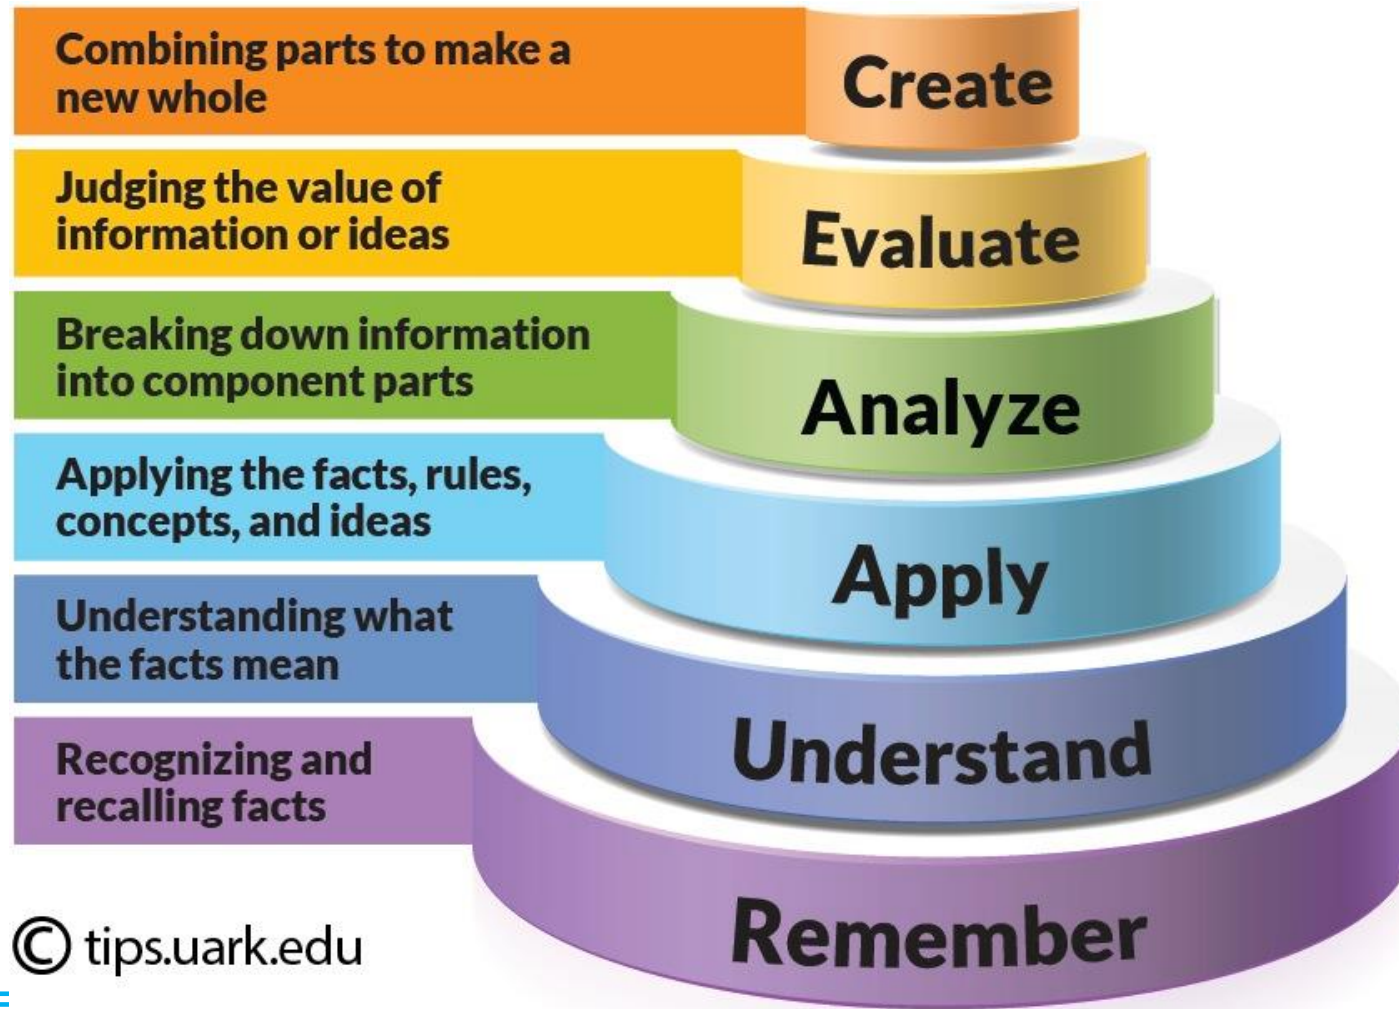 Combining parts to make a
new whole
Create
Judging the value of
information or ideas
Evaluate
Breaking down information
into component parts
Analyze
Applying the facts, rules,
concepts, and ideas
Apply
Understanding what
the facts mean
Understand
Recognizing and
recalling facts
Remember
© tips.uark.edu